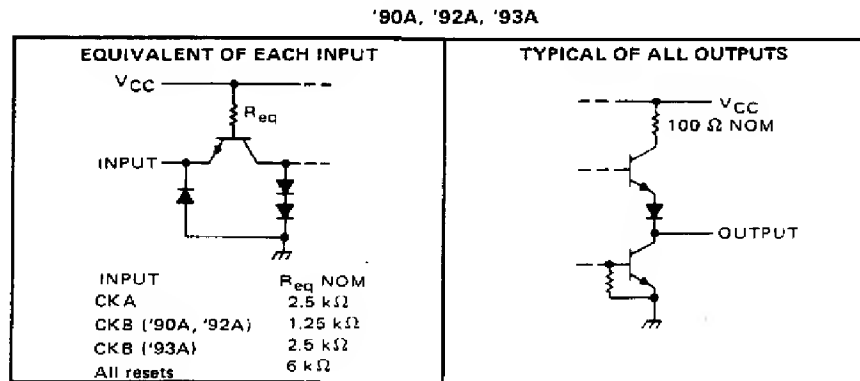 '90A, '92A, '93A
EQUIVALENT OF EACH INPUT
VCC
Req
INPUT
INPUT Req NOM
CKA 2.5 kΩ
CKB ('90A, '92A) 1.25 kΩ
CKB ('93A) 2.5 kΩ
All resets 6 kΩ
TYPICAL OF ALL OUTPUTS
VCC
100 Ω NOM
OUTPUT